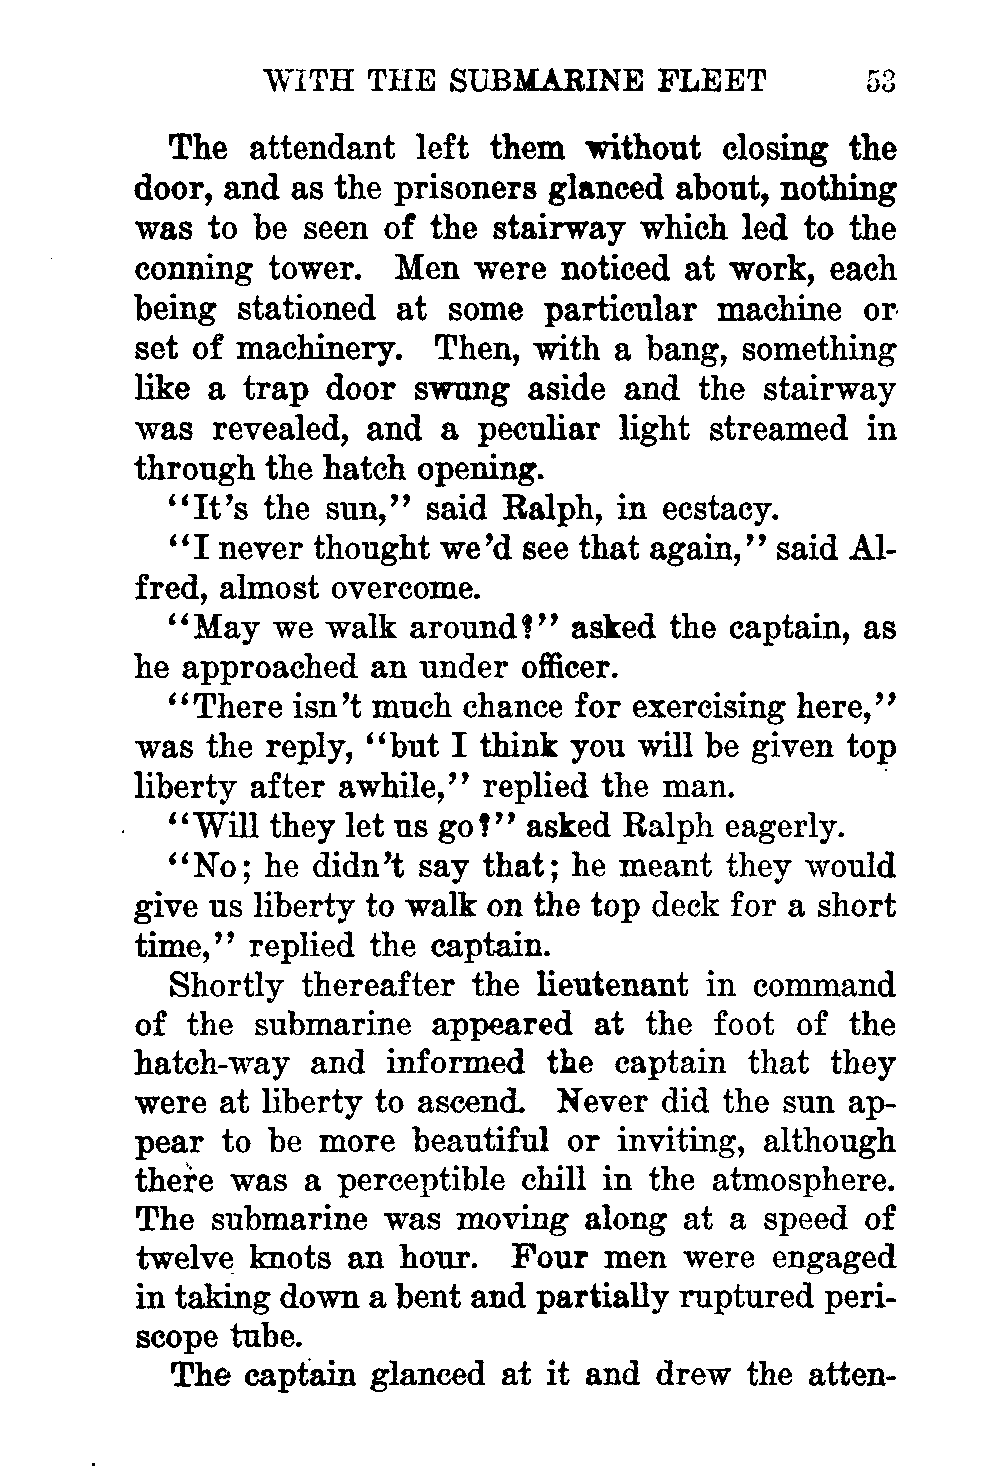 WITH THE SUBMARINE FLEET 53
The attendant left them without closing the
door, and as the prisoners glanced about, nothing
was to be seen of the stairway which led to the
conning tower. Men were noticed at work, each
being stationed at some particular machine or
set of machinery. Then, with a bang, something
like a trap door swung aside and the stairway
was revealed, and a peculiar light streamed in
through the hatch opening.
"It's the sun," said Ralph, in ecstacy.
"I never thought we'd see that again," said Al-
fred, almost overcome.
"May we walk around?" asked the captain, as
he approached an under officer.
"There isn't much chance for exercising here,"
was the reply, "but I think you will be given top
liberty after awhile," replied the man.
"Will they let us go?" asked Ralph eagerly.
"No; he didn't say that; he meant they would
give us liberty to walk on the top deck for a short
time," replied the captain.
Shortly thereafter the lieutenant in command
of the submarine appeared at the foot of the
hatch-way and informed the captain that they
were at liberty to ascend. Never did the sun ap-
pear to be more beautiful or inviting, although
there was a perceptible chill in the atmosphere.
The submarine was moving along at a speed of
twelve knots an hour. Four men were engaged
in taking down a bent and partially ruptured peri-
scope tube.
The captain glanced at it and drew the atten-